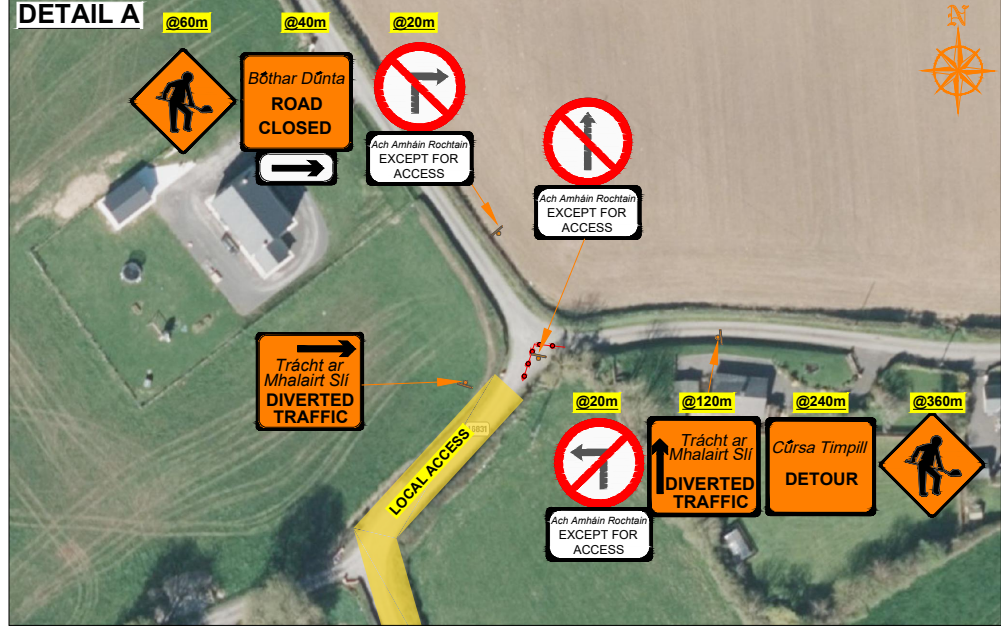 DETAIL A
@60m
@40m
@20m
N
Bóthar Dúnta
ROAD
CLOSED
Ach Amháin Rochtain
EXCEPT FOR
ACCESS
Ach Amháin Rochtain
EXCEPT FOR
ACCESS
Trácht ar
Mhalairt Slí
DIVERTED
TRAFFIC
LOCAL ACCESS
@20m
@120m
@240m
@360m
Ach Amháin Rochtain
EXCEPT FOR
ACCESS
Trácht ar
Mhalairt Slí
DIVERTED
TRAFFIC
Cúrsa Timpill
DETOUR